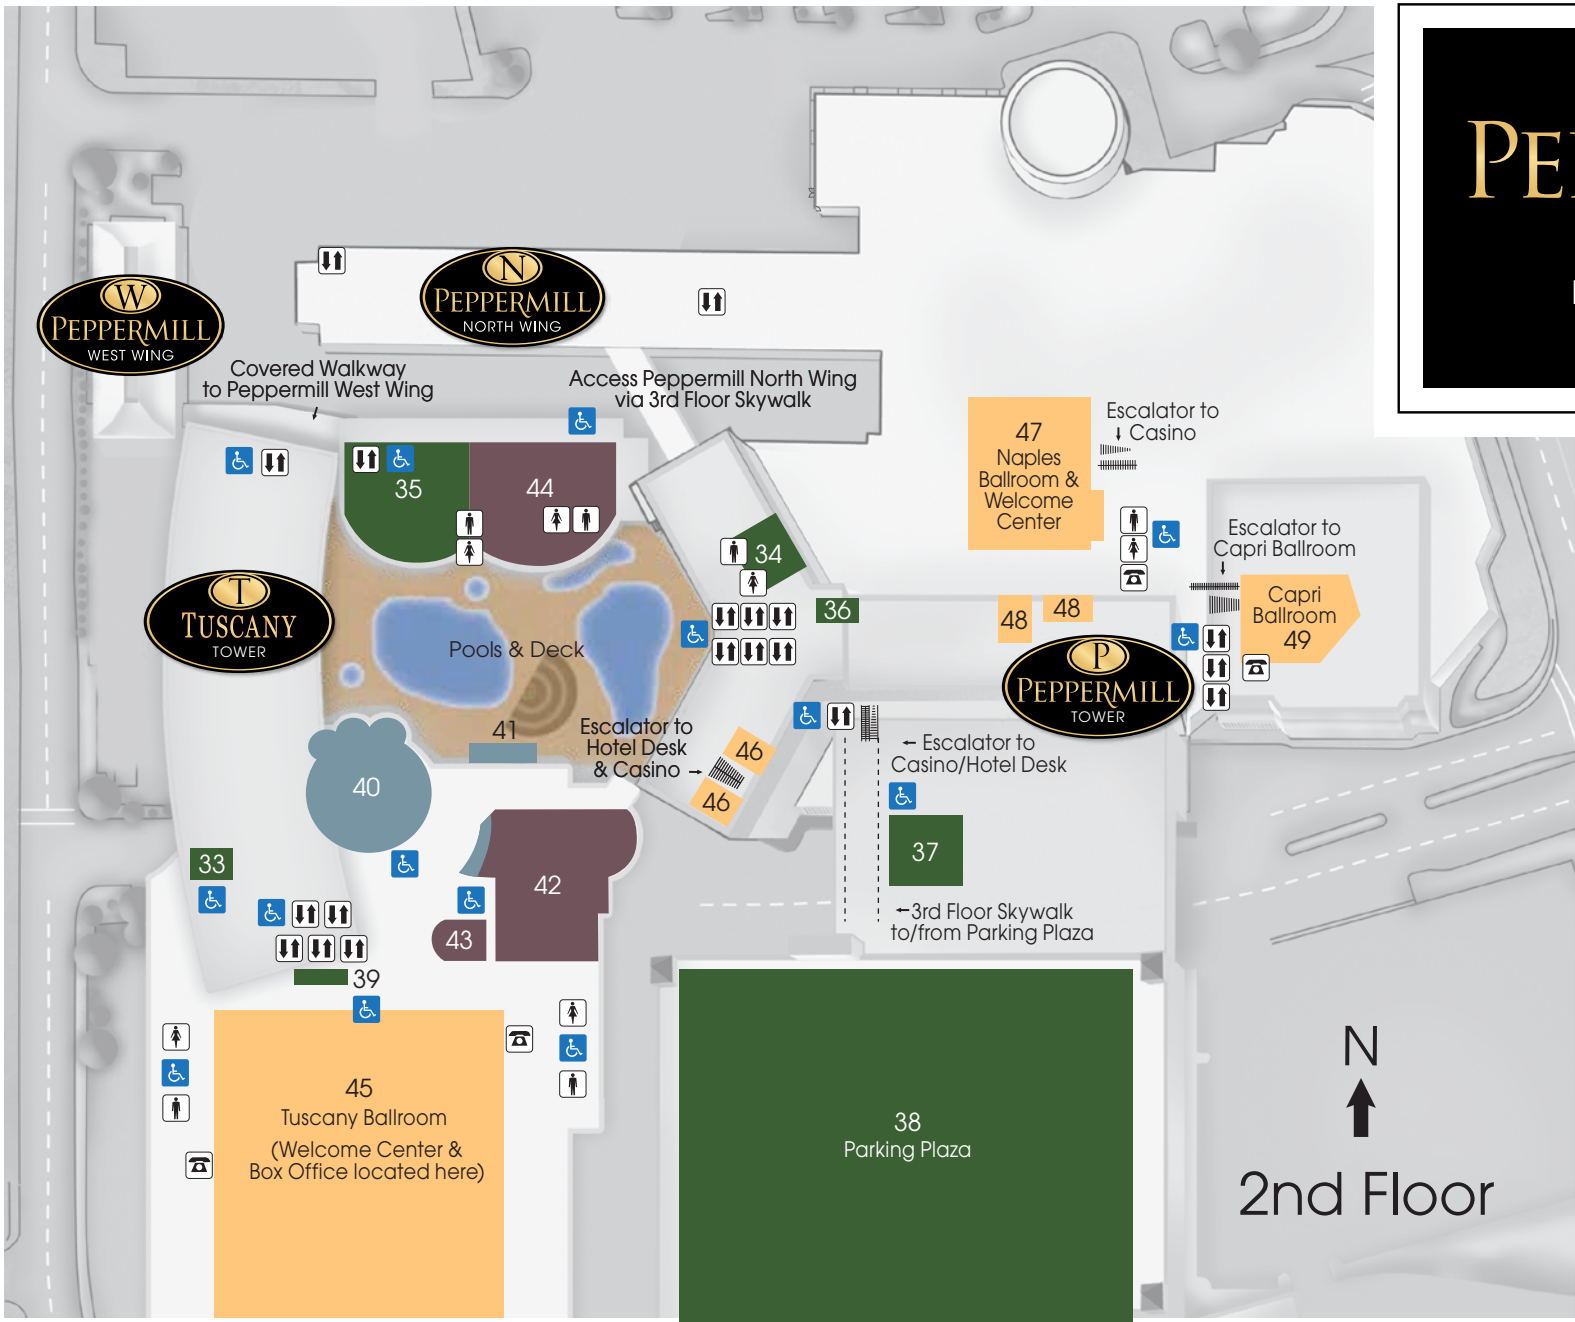 W
PEPPERMILL
WEST WING
N
PEPPERMILL
NORTH WING
Covered Walkway
to Peppermill West Wing
Access Peppermill North Wing
via 3rd Floor Skywalk
47
Naples
Ballroom &
Welcome
Center
Escalator to
Casino
35
44
34
Escalator to
Capri Ballroom
T
TUSCANY
TOWER
Pools & Deck
36
48
48
Capri
Ballroom
49
P
PEPPERMILL
TOWER
41
Escalator to
Hotel Desk
& Casino
46
46
Escalator to
Casino/Hotel Desk
40
33
42
37
43
3rd Floor Skywalk
to/from Parking Plaza
39
45
Tuscany Ballroom
(Welcome Center &
Box Office located here)
38
Parking Plaza
N
2nd Floor